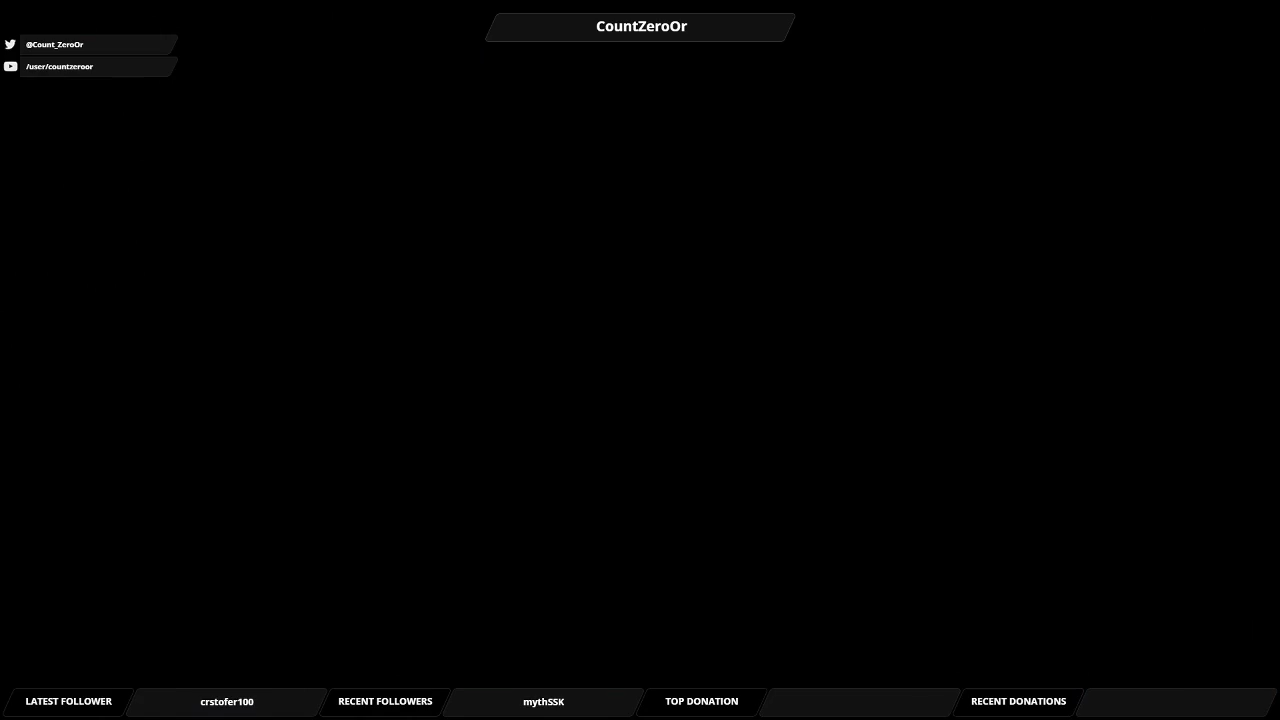 CountZeroOr
@Count_ZeroOr
/user/countzeroor
LATEST FOLLOWER
crstofer100
RECENT FOLLOWERS
mythSSK
TOP DONATION
RECENT DONATIONS